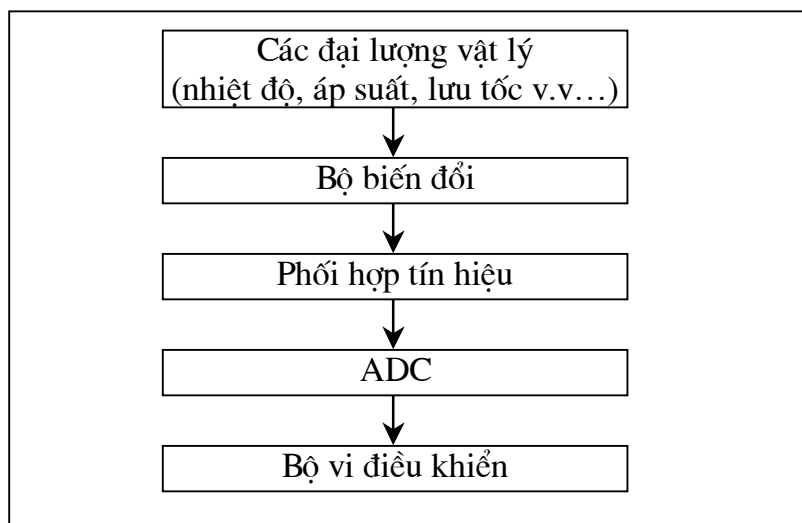 Các đại lượng vật lý
(nhiệt độ, áp suất, lưu tốc v.v…)
Bộ biến đổi
Phối hợp tín hiệu
ADC
Bộ vi điều khiển